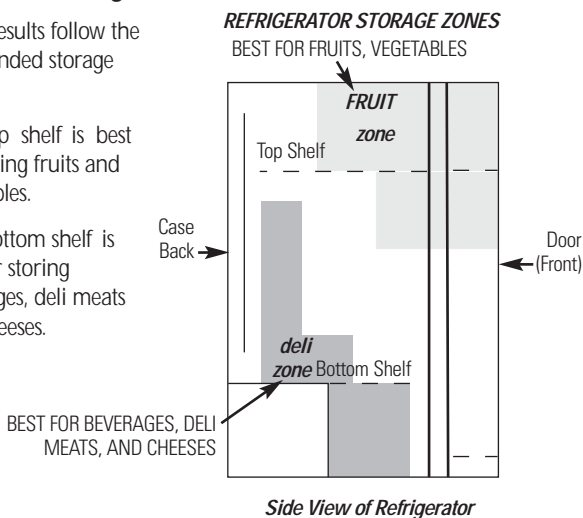 esults follow the
nded storage
p shelf is best
ing fruits and
les.
ottom shelf is
r storing
ges, deli meats
eeses.
REFRIGERATOR STORAGE ZONES
BEST FOR FRUITS, VEGETABLES
FRUIT
zone
Top Shelf
Case
Back
Door
(Front)
deli
zone Bottom Shelf
BEST FOR BEVERAGES, DELI
MEATS, AND CHEESES
Side View of Refrigerator